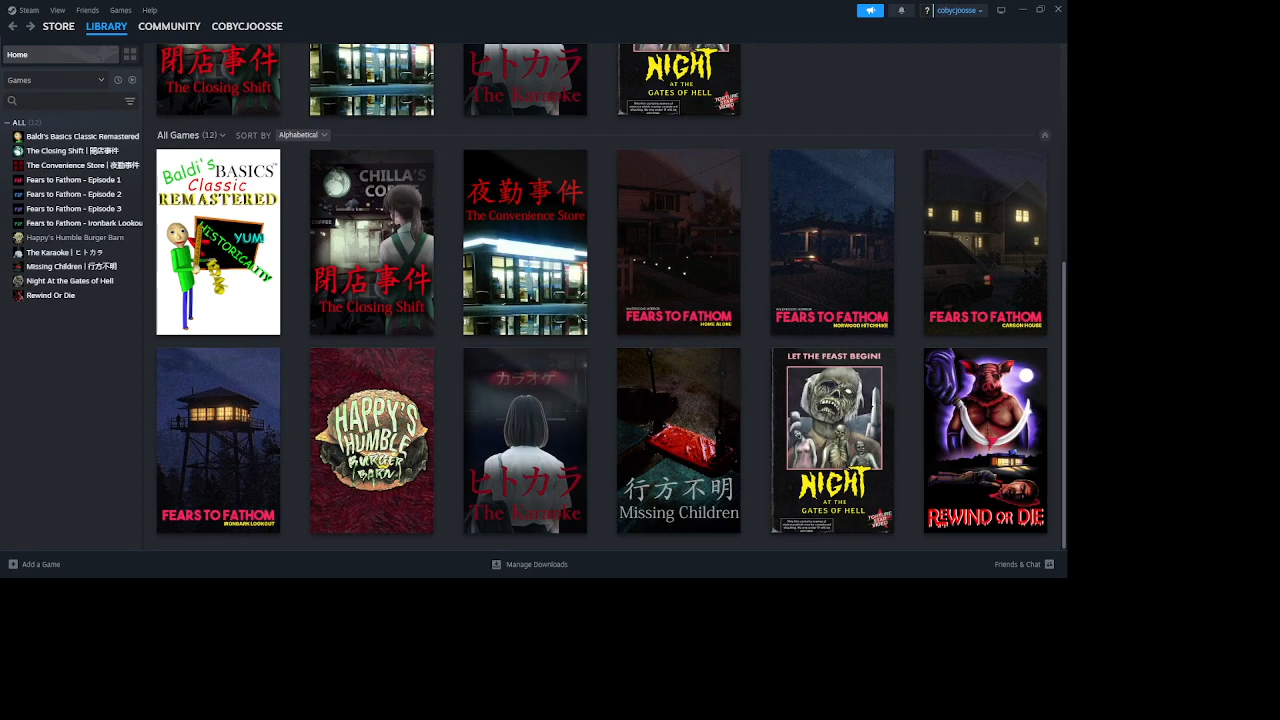 Steam View Friends Games Help
cobycjoosse
STORE LIBRARY COMMUNITY COBYCJOOSSE
Home
Games
ALL (12)
Baldi's Basics Classic Remastered
The Closing Shift | 閉店事件
The Convenience Store | 夜勤事件
Fears to Fathom - Episode 1
Fears to Fathom - Episode 2
Fears to Fathom - Episode 3
Fears to Fathom - Ironbark Lookou
Happy's Humble Burger Barn
The Karaoke | ヒトカラ
Missing Children | 行方不明
Night At the Gates of Hell
Rewind Or Die
閉店事件
The Closing Shift
ヒトカラ
The Karaoke
NIGHT
AT THE
GATES OF HELL
All Games (12) SORT BY Alphabetical
Baldi's BASICS
Classic
REMASTERED
HISTORICALITY
YUM
CHILLA'S
COFFEE
閉店事件
The Closing Shift
夜勤事件
The Convenience Store
FEARS TO FATHOM
HOME ALONE
FEARS TO FATHOM
NORWOOD HITCHHIKE
FEARS TO FATHOM
CARSON HOUSE
FEARS TO FATHOM
IRONBARK LOOKOUT
HAPPY'S
HUMBLE
BURGER
BARN
カラオケ
ヒトカラ
The Karaoke
行方不明
Missing Children
LET THE FEAST BEGIN!
NIGHT
AT THE
GATES OF HELL
REWIND OR DIE
Add a Game
Manage Downloads
Friends & Chat